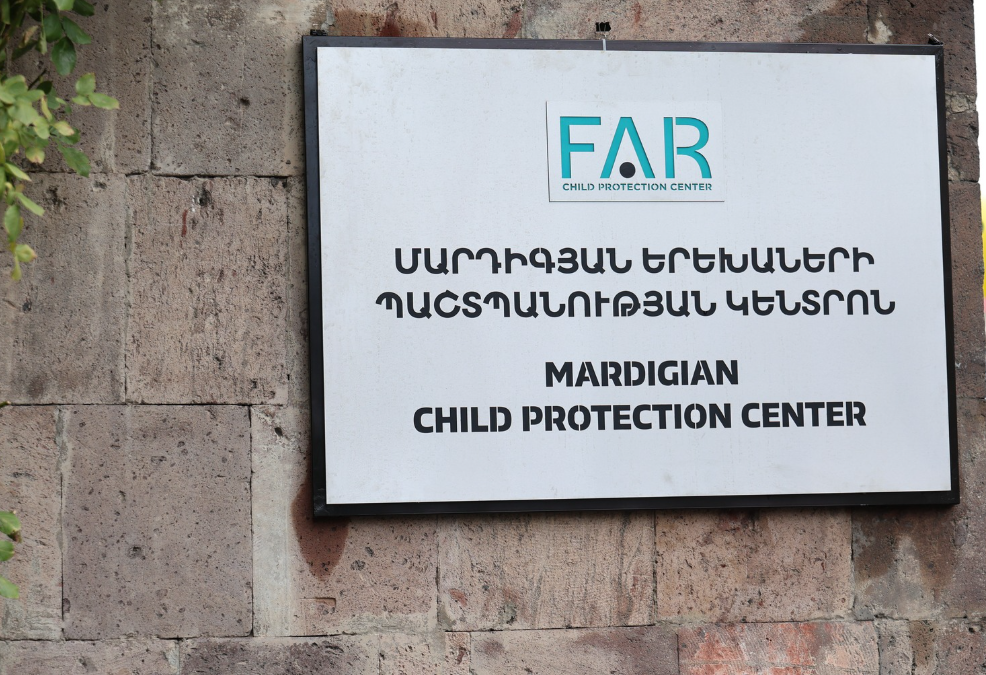 FAR
CHILD PROTECTION CENTER
ՄԱՐԴԻԳՅԱՆ ԵՐԵԽԱՆԵՐԻ
ՊԱՇՏՊԱՆՈՒԹՅԱՆ ԿԵՆՏՐՈՆ
MARDIGIAN
CHILD PROTECTION CENTER